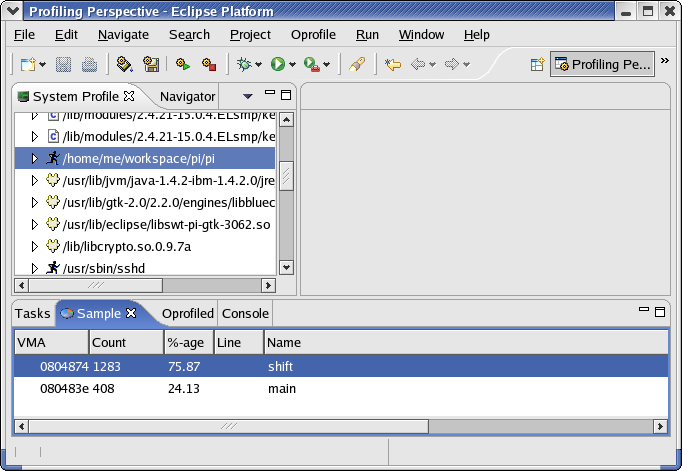 Profiling Perspective - Eclipse Platform
File Edit Navigate Search Project Oprofile Run Window Help
Profiling Pe... »
System Profile Navigator
/lib/modules/2.4.21-15.0.4.ELsmp/ke
/lib/modules/2.4.21-15.0.4.ELsmp/ke
/home/me/workspace/pi/pi
/usr/lib/jvm/java-1.4.2-ibm-1.4.2.0/jre
/usr/lib/gtk-2.0/2.2.0/engines/libbluec
/usr/lib/eclipse/libswt-pi-gtk-3062.so
/lib/libcrypto.so.0.9.7a
/usr/sbin/sshd
Tasks Sample Oprofiled Console
VMA Count %-age Line Name
0804874 1283 75.87 shift
080483e 408 24.13 main